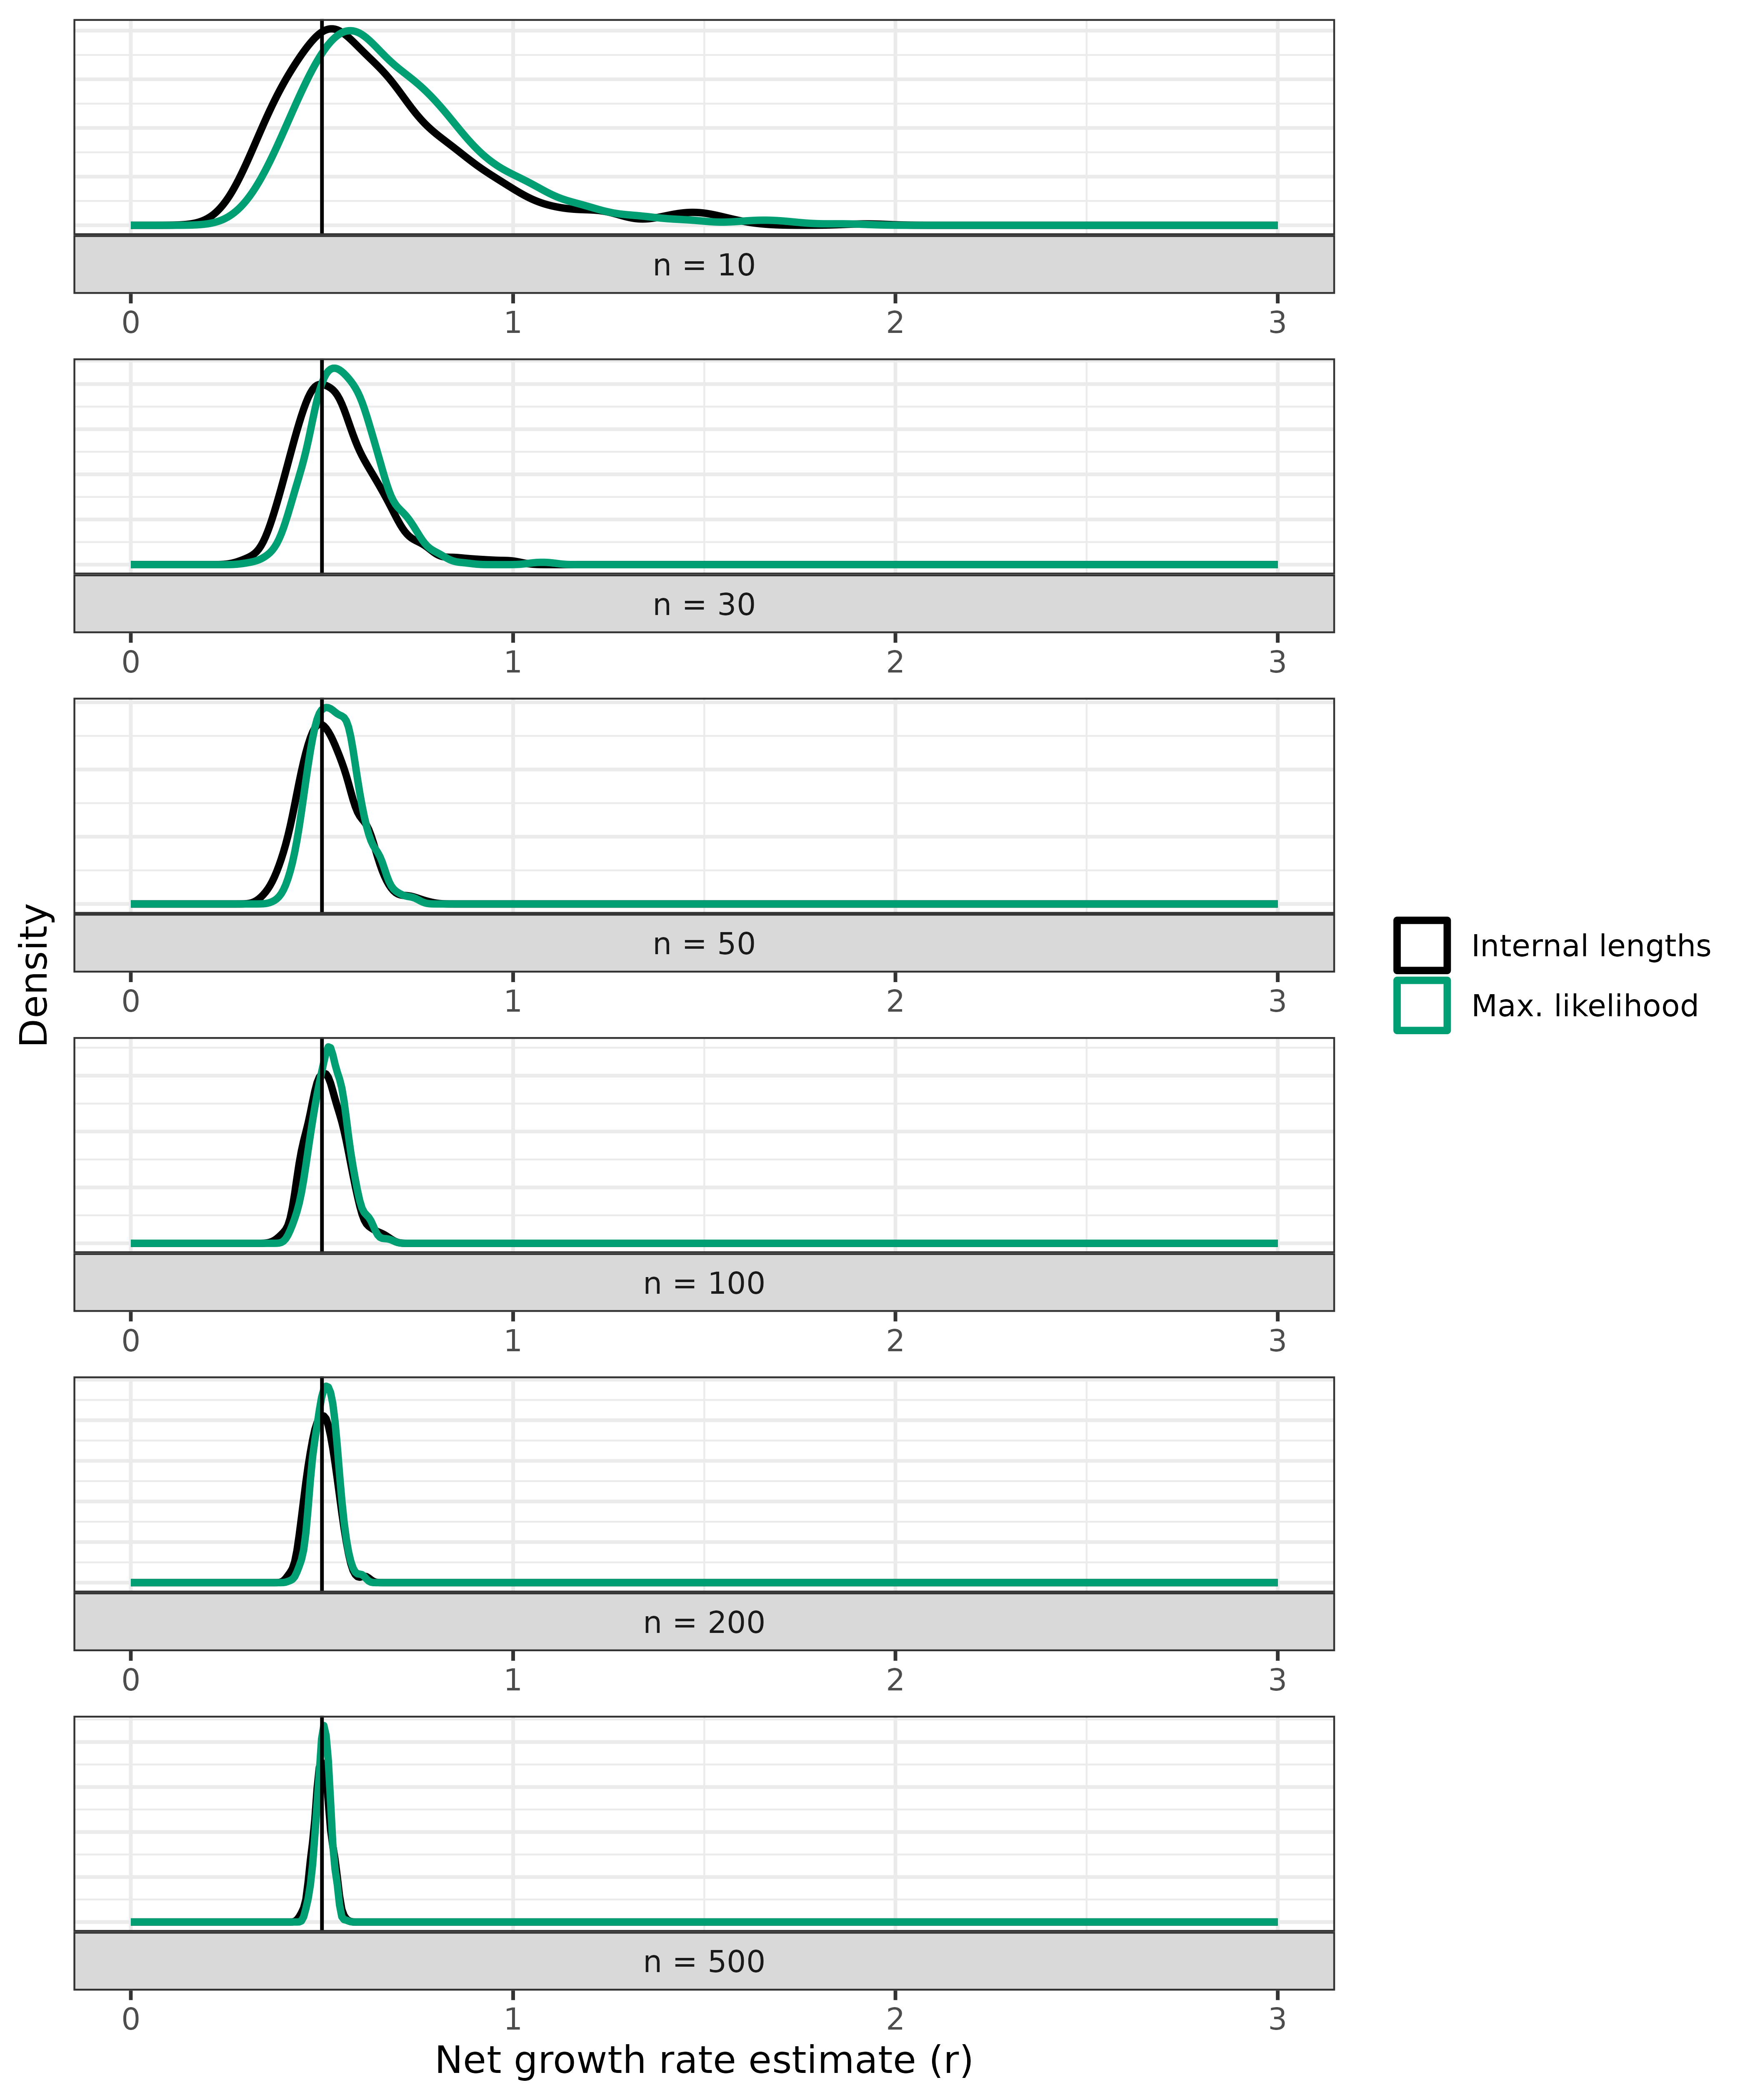 n = 10
0 1 2 3
n = 30
0 1 2 3
n = 50
0 1 2 3
n = 100
0 1 2 3
n = 200
0 1 2 3
n = 500
0 1 2 3
Net growth rate estimate (r)
Density
Internal lengths
Max. likelihood